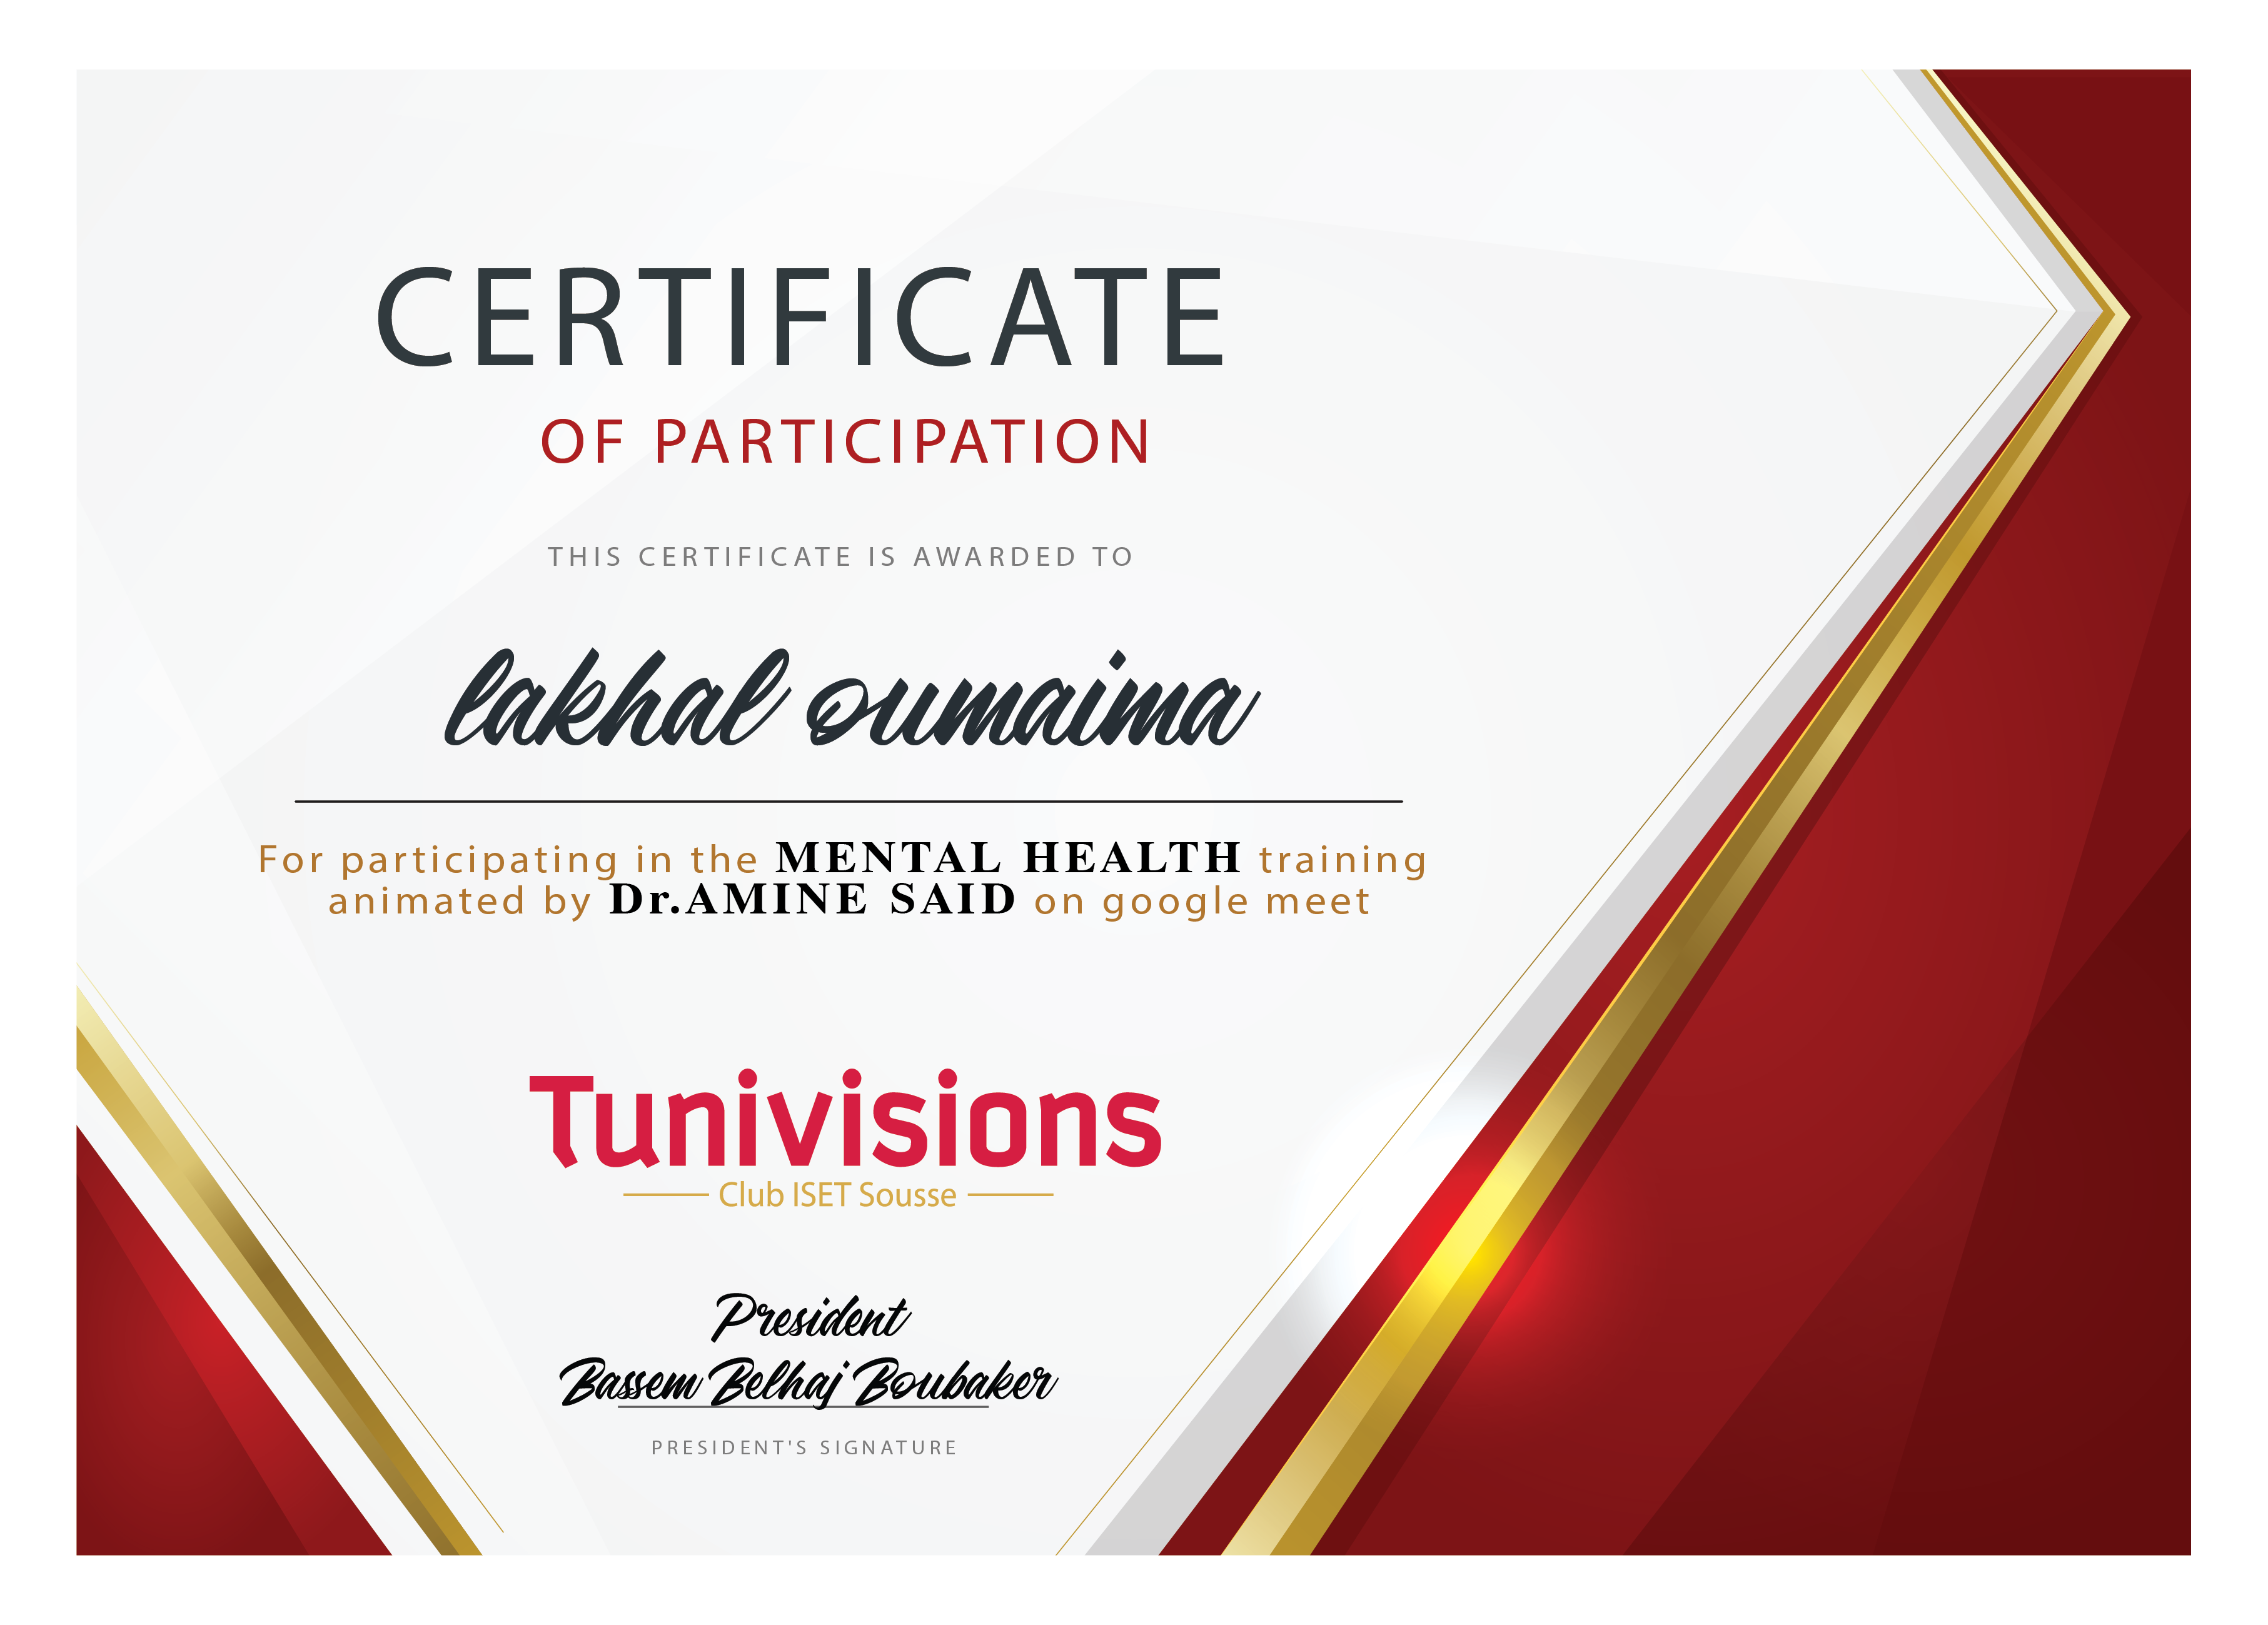 CERTIFICATE
OF PARTICIPATION
THIS CERTIFICATE IS AWARDED TO
lakhal oumaima
For participating in the MENTAL HEALTH training
animated by Dr.AMINE SAID on google meet
Tunivisions
Club ISET Sousse
President
Bassem Belhaj Boubaker
PRESIDENT'S SIGNATURE